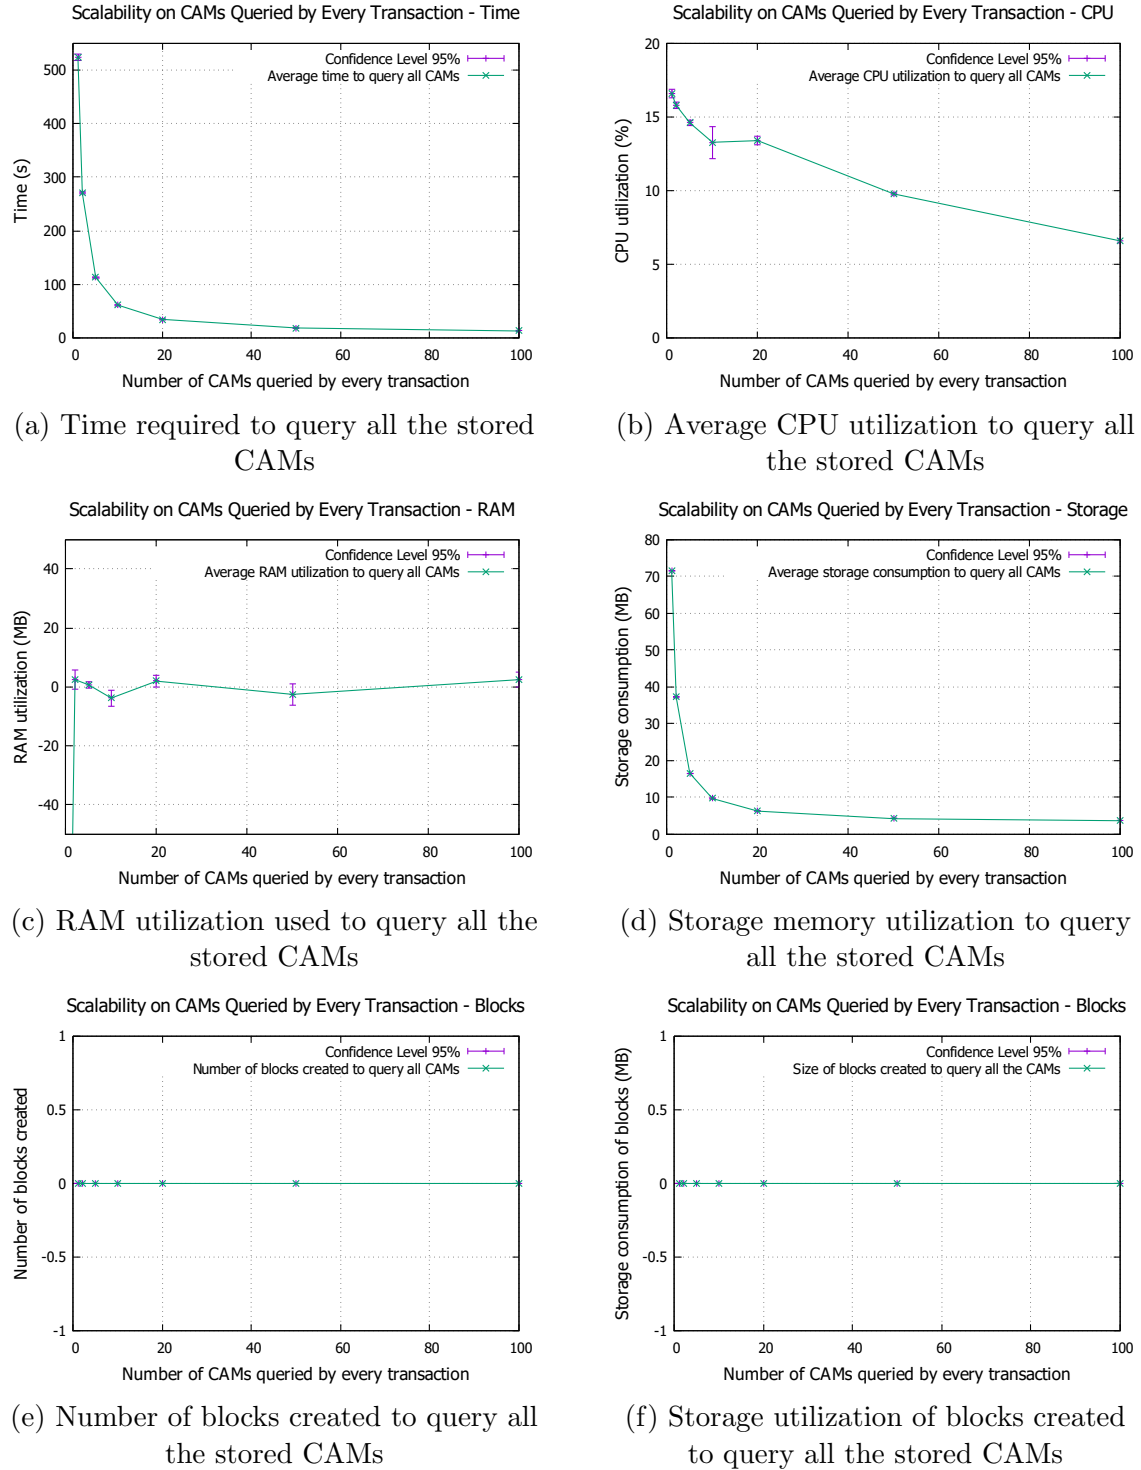 Scalability on CAMs Queried by Every Transaction - Time
Confidence Level 95%
Average time to query all CAMs
Time (s)
500
400
300
200
100
0
0 20 40 60 80 100
Number of CAMs queried by every transaction
(a) Time required to query all the stored
CAMs
Scalability on CAMs Queried by Every Transaction - CPU
Confidence Level 95%
Average CPU utilization to query all CAMs
CPU utilization (%)
20
15
10
5
0
0 20 40 60 80 100
Number of CAMs queried by every transaction
(b) Average CPU utilization to query all
the stored CAMs
Scalability on CAMs Queried by Every Transaction - RAM
Confidence Level 95%
Average RAM utilization to query all CAMs
RAM utilization (MB)
40
20
0
-20
-40
0 20 40 60 80 100
Number of CAMs queried by every transaction
(c) RAM utilization used to query all the
stored CAMs
Scalability on CAMs Queried by Every Transaction - Storage
Confidence Level 95%
Average storage consumption to query all CAMs
Storage consumption (MB)
80
70
60
50
40
30
20
10
0
0 20 40 60 80 100
Number of CAMs queried by every transaction
(d) Storage memory utilization to query
all the stored CAMs
Scalability on CAMs Queried by Every Transaction - Blocks
Confidence Level 95%
Number of blocks created to query all CAMs
Number of blocks created
1
0.5
0
-0.5
-1
0 20 40 60 80 100
Number of CAMs queried by every transaction
(e) Number of blocks created to query all
the stored CAMs
Scalability on CAMs Queried by Every Transaction - Blocks
Confidence Level 95%
Size of blocks created to query all the CAMs
Storage consumption of blocks (MB)
1
0.5
0
-0.5
-1
0 20 40 60 80 100
Number of CAMs queried by every transaction
(f) Storage utilization of blocks created
to query all the stored CAMs